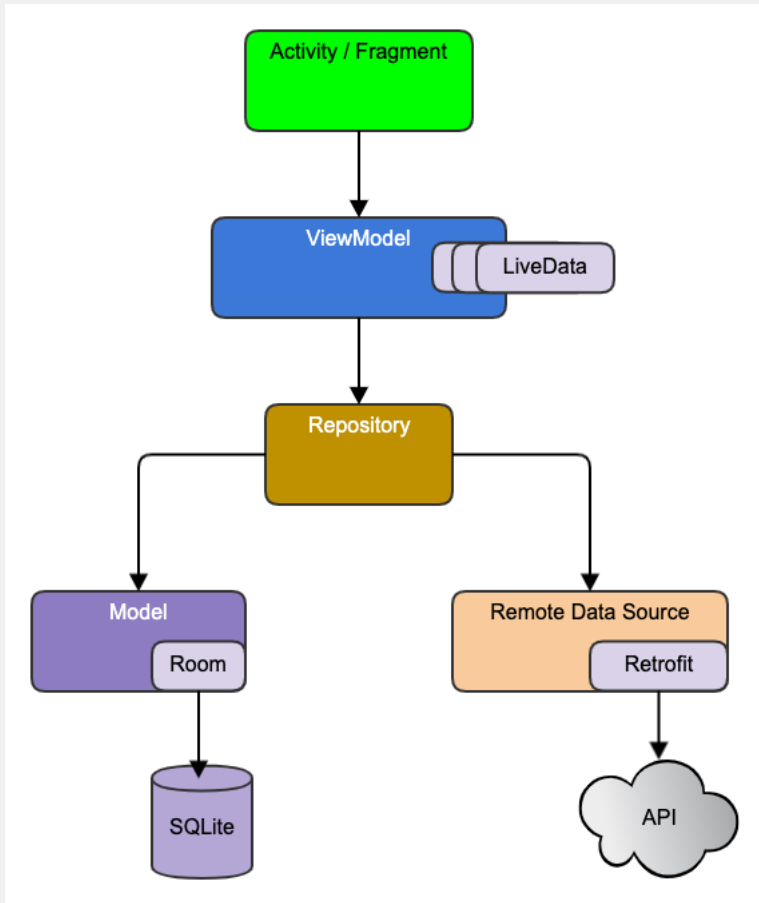 Activity / Fragment
ViewModel
LiveData
Repository
Model
Room
Remote Data Source
Retrofit
SQLite
API